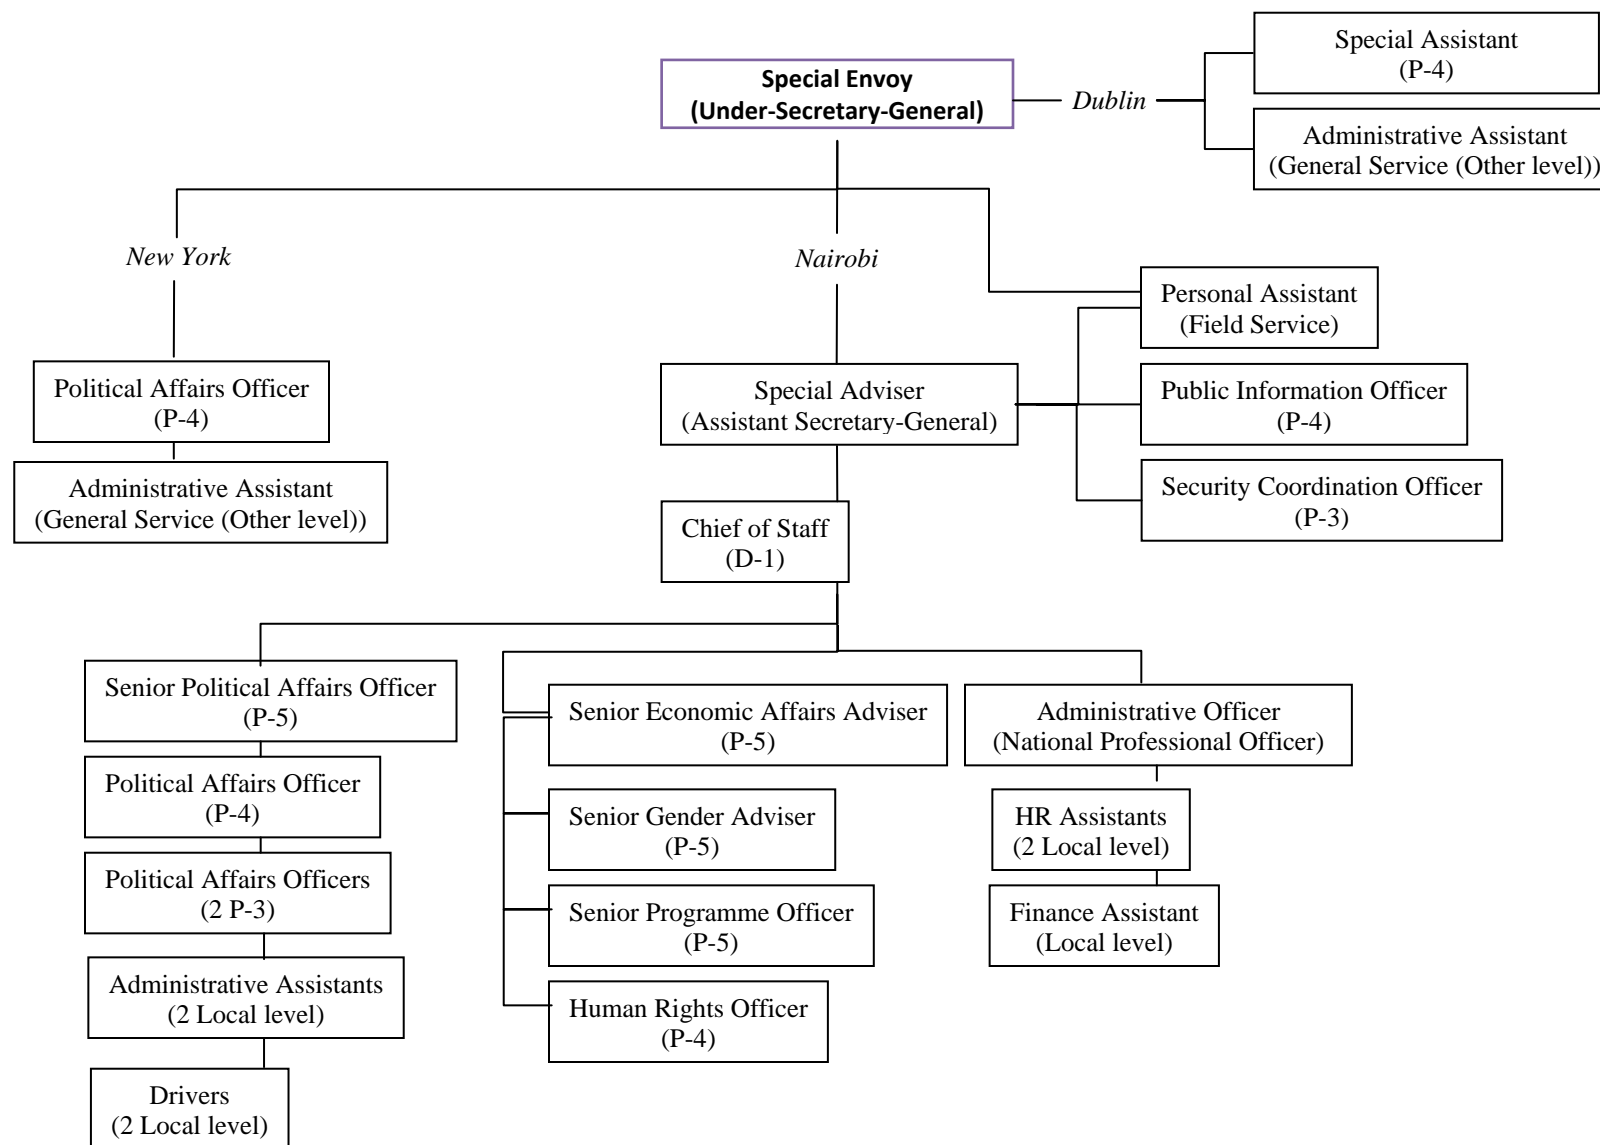 Special Envoy
(Under-Secretary-General)
Dublin
Special Assistant
(P-4)
Administrative Assistant
(General Service (Other level))
New York
Nairobi
Personal Assistant
(Field Service)
Political Affairs Officer
(P-4)
Special Adviser
(Assistant Secretary-General)
Public Information Officer
(P-4)
Administrative Assistant
(General Service (Other level))
Security Coordination Officer
(P-3)
Chief of Staff
(D-1)
Senior Political Affairs Officer
(P-5)
Political Affairs Officer
(P-4)
Political Affairs Officers
(2 P-3)
Administrative Assistants
(2 Local level)
Drivers
(2 Local level)
Senior Economic Affairs Adviser
(P-5)
Senior Gender Adviser
(P-5)
Senior Programme Officer
(P-5)
Human Rights Officer
(P-4)
Administrative Officer
(National Professional Officer)
HR Assistants
(2 Local level)
Finance Assistant
(Local level)